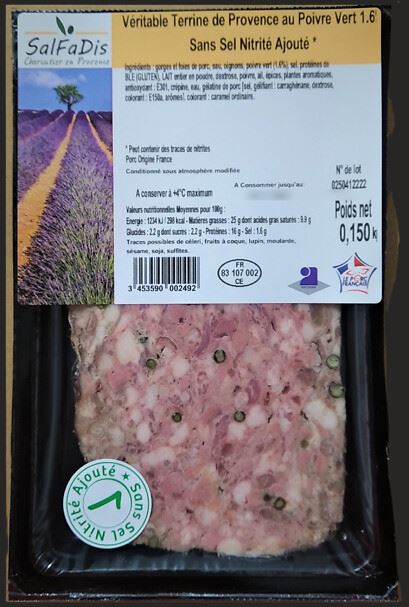 SalFaDis
Charcutier en Provence
Véritable Terrine de Provence au Poivre Vert 1.6
Sans Sel Nitrité Ajouté *
Ingrédients : gorges et foies de porc, eau, oignons, poivre vert (1,6%), sel, protéines de
BLE (GLUTEN), LAIT entier en poudre, dextrose, poivre, ail, épices, plantes aromatiques,
antioxydant : E301, crépine, eau, gélatine de porc [sel, gélifiant : carraghénane, dextrose,
colorant : E150a, arômes], colorant : caramel ordinaire.
* Peut contenir des traces de nitrites
Porc Origine France
Conditionné sous atmosphère modifiée
A conserver à +4°C maximum
A Consommer jusqu'au:
N° de lot
0250412222
Poids net
0,150k
Valeurs nutritionnelles Moyennes pour 100g :
Energie : 1234 kJ / 298 kcal - Matières grasses : 25 g dont acides gras saturés : 9.9 g
Glucides : 2.2 g dont sucres : 2.2 g - Protéines : 16 g - Sel : 1.6 g
Traces possibles de céleri, fruits à coque, lupin, moutarde,
sésame, soja, sulfites.
3 453590 002492
FR
83 107 002
CE
LE PORC
FRANÇAIS
Sans Sel Nitrité Ajouté